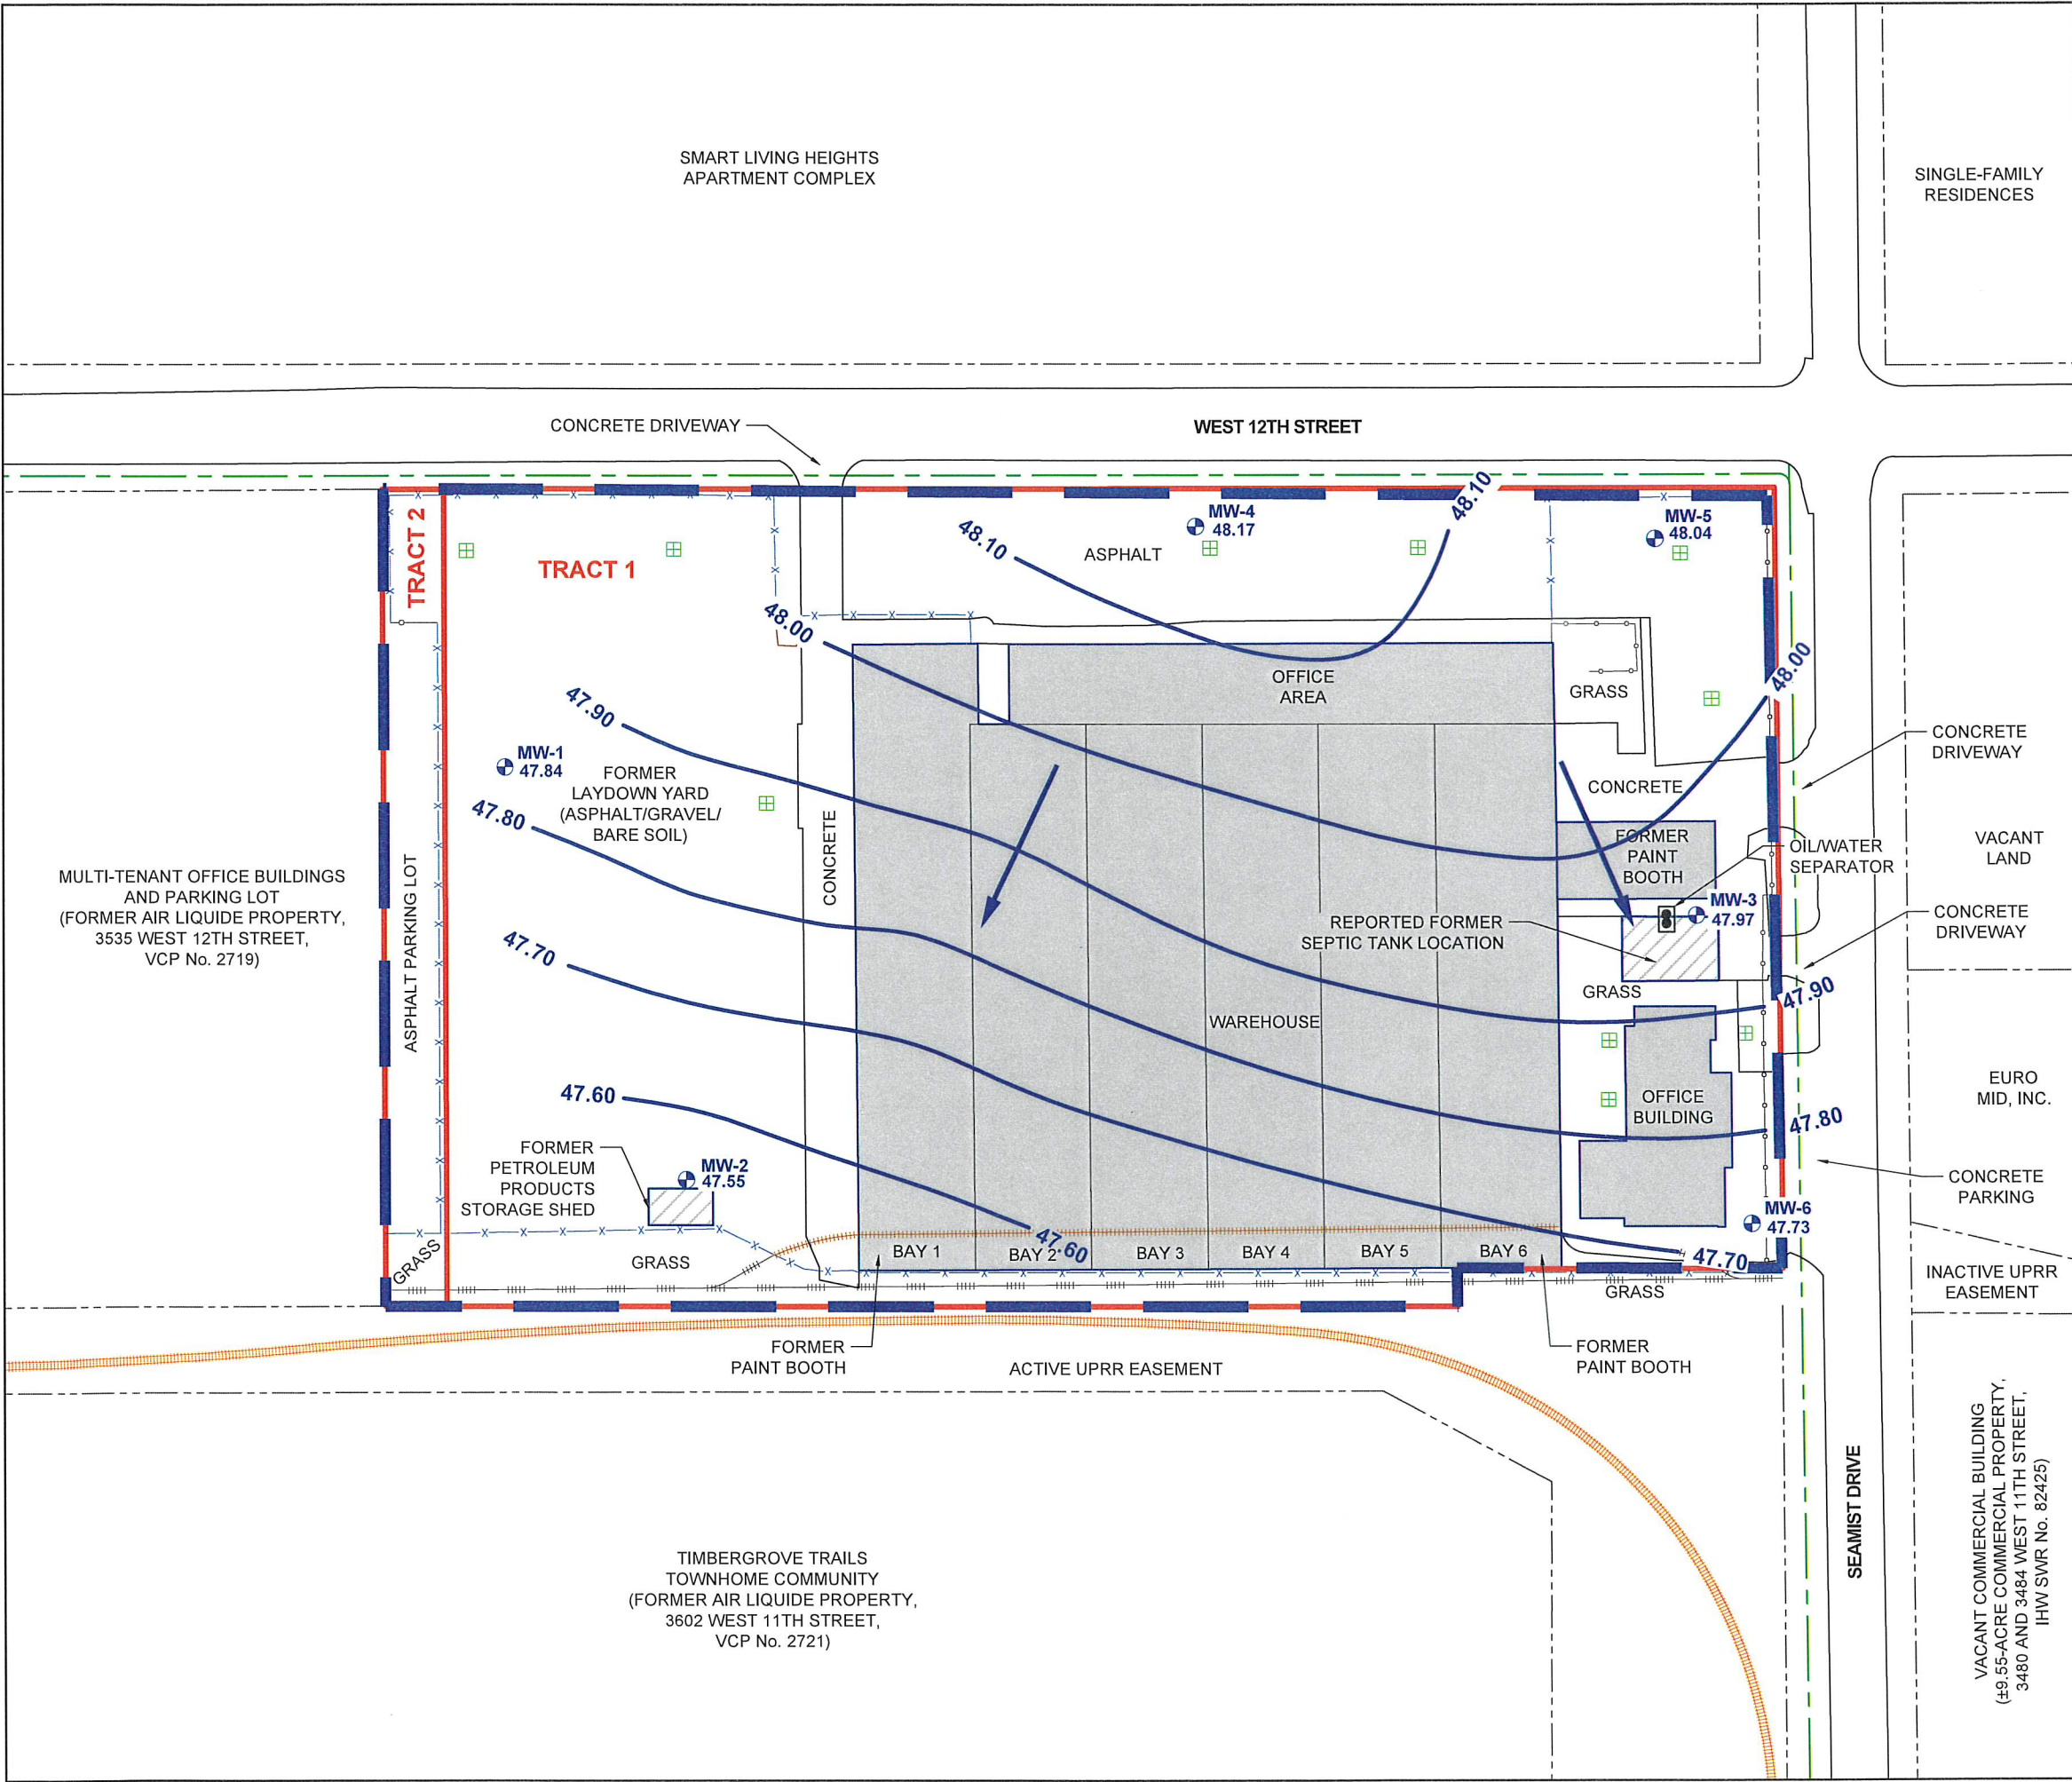 SMART LIVING HEIGHTS
APARTMENT COMPLEX
SINGLE-FAMILY
RESIDENCES
CONCRETE DRIVEWAY
WEST 12TH STREET
TRACT 2
TRACT 1
48.10
MW-4
48.17
48.10
MW-5
48.04
ASPHALT
48.00
OFFICE
AREA
GRASS
48.00
47.90
MW-1
47.84
FORMER
LAYDOWN YARD
(ASPHALT/GRAVEL/
BARE SOIL)
47.80
CONCRETE
CONCRETE
CONCRETE
DRIVEWAY
FORMER
PAINT
BOOTH
OIL/WATER
SEPARATOR
VACANT
LAND
MULTI-TENANT OFFICE BUILDINGS
AND PARKING LOT
(FORMER AIR LIQUIDE PROPERTY,
3535 WEST 12TH STREET,
VCP No. 2719)
ASPHALT PARKING LOT
47.70
REPORTED FORMER
SEPTIC TANK LOCATION
MW-3
47.97
CONCRETE
DRIVEWAY
GRASS
47.90
WAREHOUSE
47.60
OFFICE
BUILDING
EURO
MID, INC.
47.80
FORMER
PETROLEUM
PRODUCTS
STORAGE SHED
MW-2
47.55
CONCRETE
PARKING
MW-6
47.73
GRASS
GRASS
BAY 1
BAY 2
47.60
BAY 3
BAY 4
BAY 5
BAY 6
47.70
GRASS
INACTIVE UPRR
EASEMENT
FORMER
PAINT BOOTH
ACTIVE UPRR EASEMENT
FORMER
PAINT BOOTH
TIMBERGROVE TRAILS
TOWNHOME COMMUNITY
(FORMER AIR LIQUIDE PROPERTY,
3602 WEST 11TH STREET,
VCP No. 2721)
SEAMIST DRIVE
VACANT COMMERCIAL BUILDING
(±9.55-ACRE COMMERCIAL PROPERTY,
3480 AND 3484 WEST 11TH STREET,
IHW SWR No. 82425)